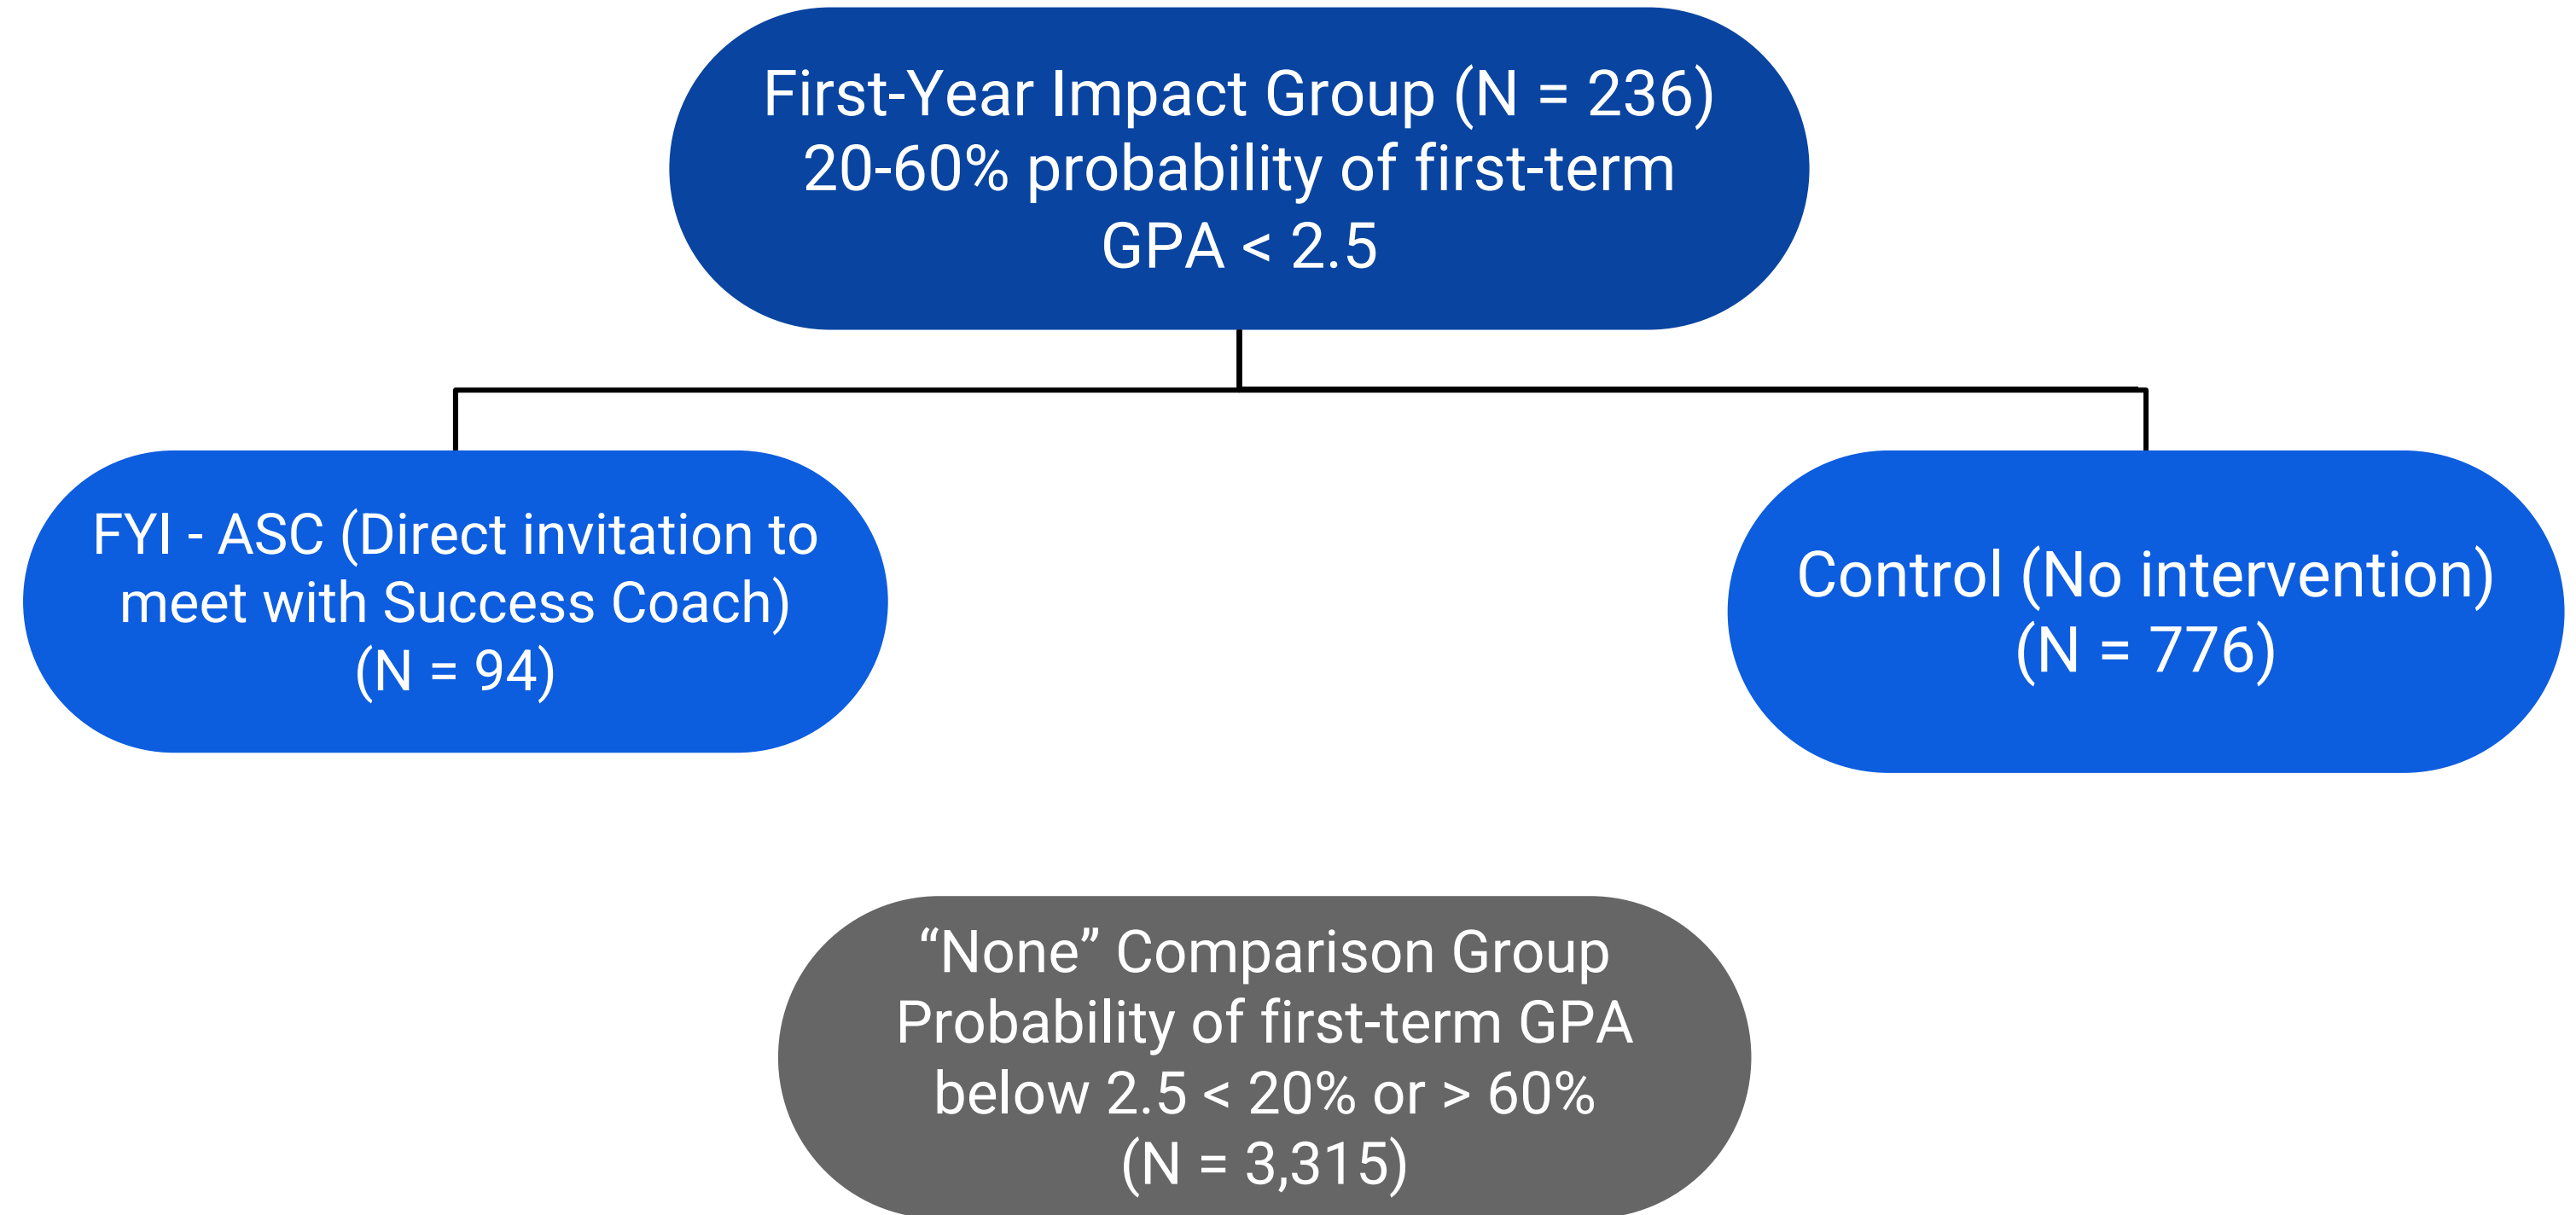 First-Year Impact Group (N = 236)
20-60% probability of first-term
GPA < 2.5
FYI - ASC (Direct invitation to
meet with Success Coach)
(N = 94)
Control (No intervention)
(N = 776)
“None” Comparison Group
Probability of first-term GPA
below 2.5 < 20% or > 60%
(N = 3,315)